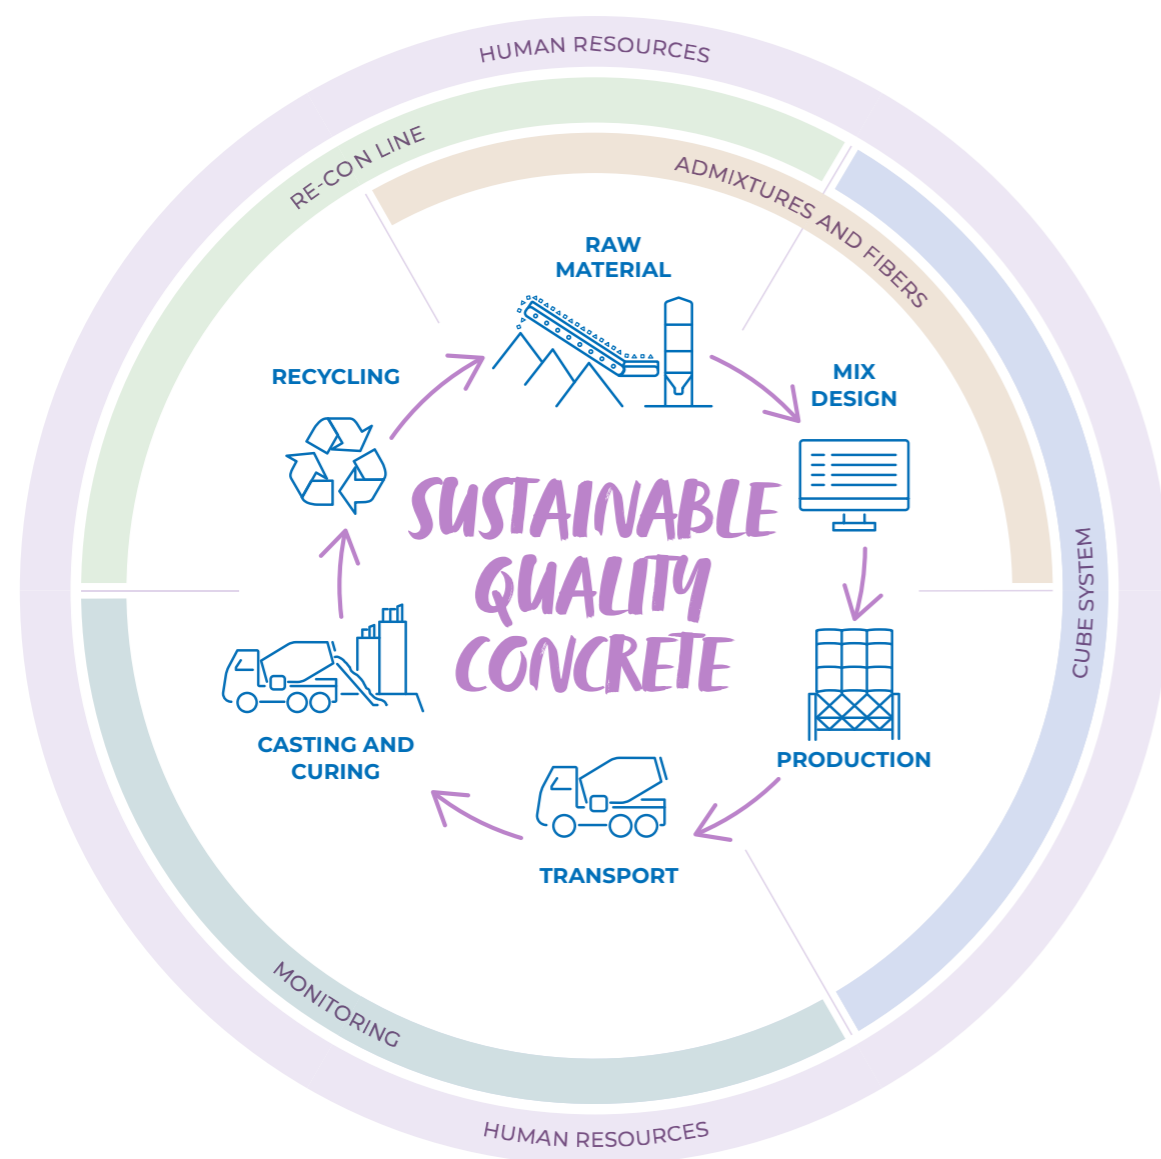 HUMAN RESOURCES
RE-CON LINE
ADMIXTURES AND FIBERS
RAW
MATERIAL
RECYCLING
MIX
DESIGN
SUSTAINABLE
QUALITY
CONCRETE
CUBE SYSTEM
CASTING AND
CURING
PRODUCTION
TRANSPORT
MONITORING
HUMAN RESOURCES